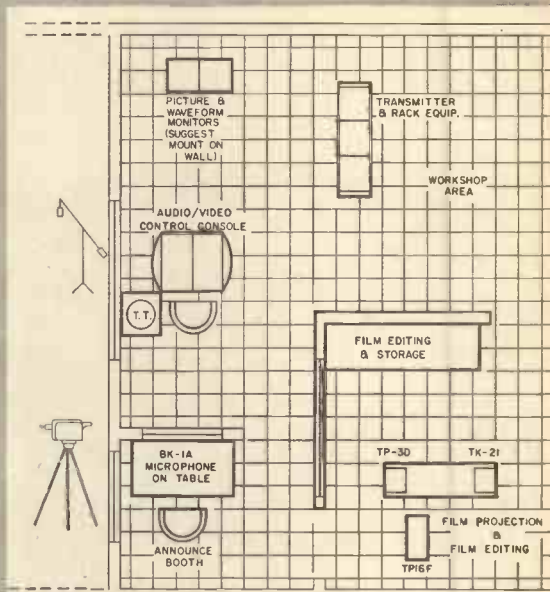 PICTURE &
WAVEFORM
MONITORS
(SUGGEST
MOUNT ON
WALL)
TRANSMITTER
& RACK EQUIP.
WORKSHOP
AREA
AUDIO/VIDEO
CONTROL CONSOLE
T.T.
FILM EDITING
& STORAGE
BK-1A
MICROPHONE
ON TABLE
ANNOUNCE
BOOTH
TP-3D
TK-21
FILM PROJECTION
&
FILM EDITING
TP16F